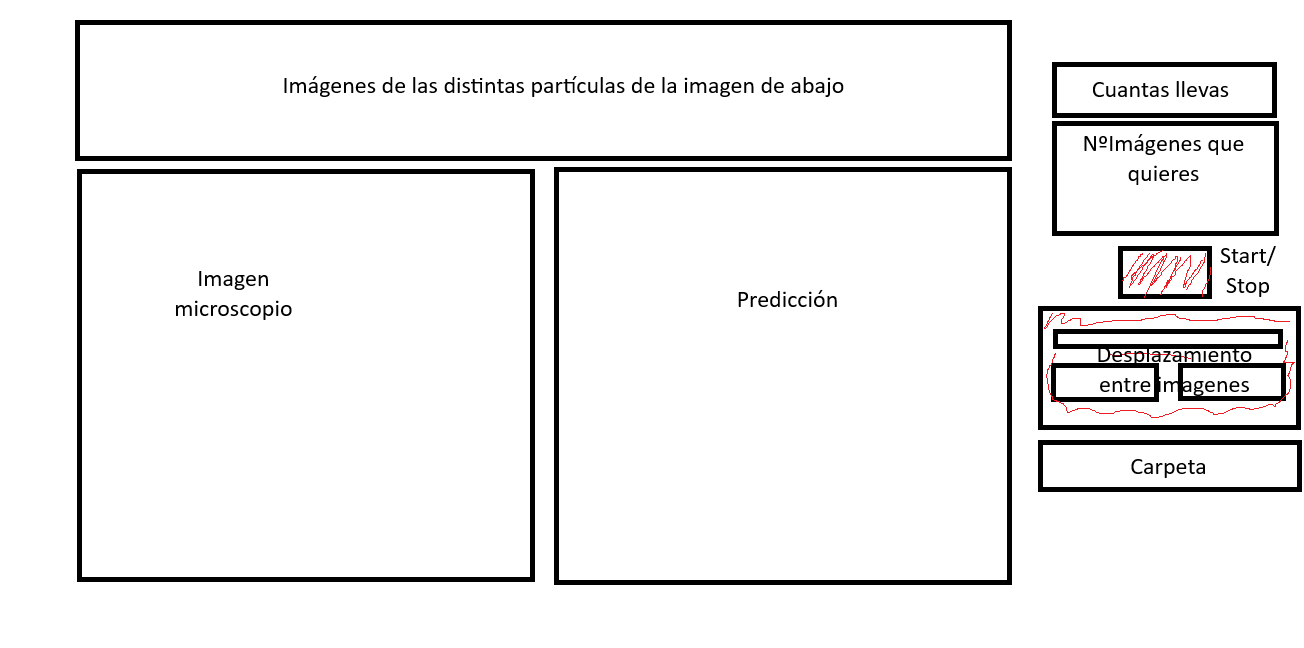 Imágenes de las distintas partículas de la imagen de abajo
Imagen
microscopio
Predicción
Cuantas llevas
NºImágenes que
quieres
Start/
Stop
Desplazamiento
entre imagenes
Carpeta